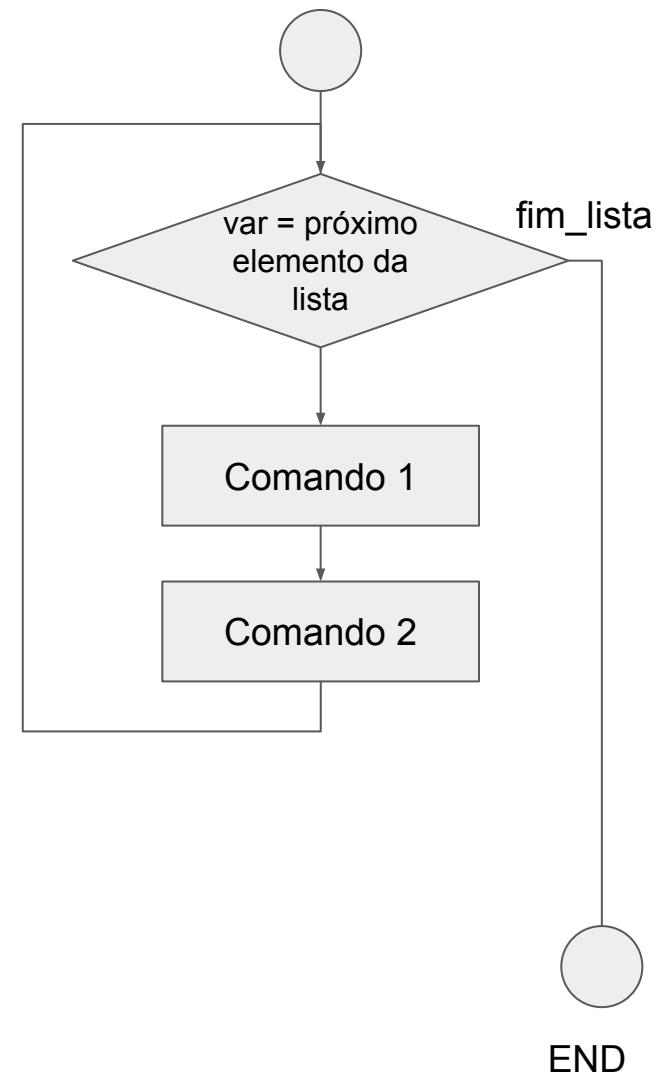 var = próximo
elemento da
lista
fim_lista
Comando 1
Comando 2
END